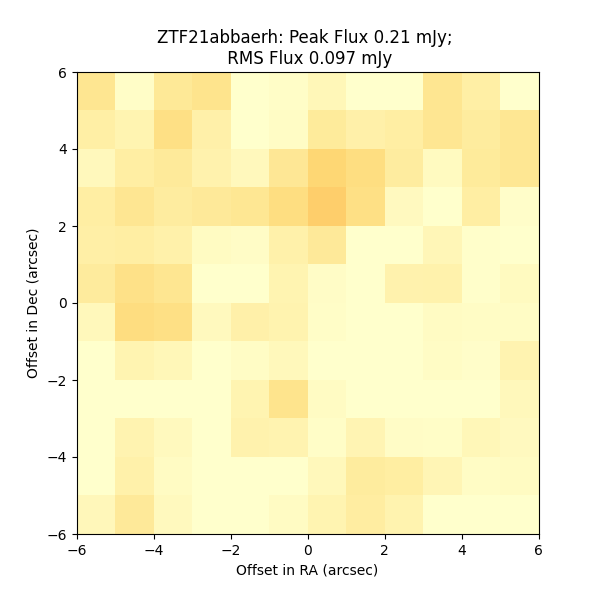 ZTF21abbaerh: Peak Flux 0.21 mJy;
RMS Flux 0.097 mJy
6
4
2
0
−2
−4
−6
Offset in Dec (arcsec)
−6 −4 −2 0 2 4 6
Offset in RA (arcsec)